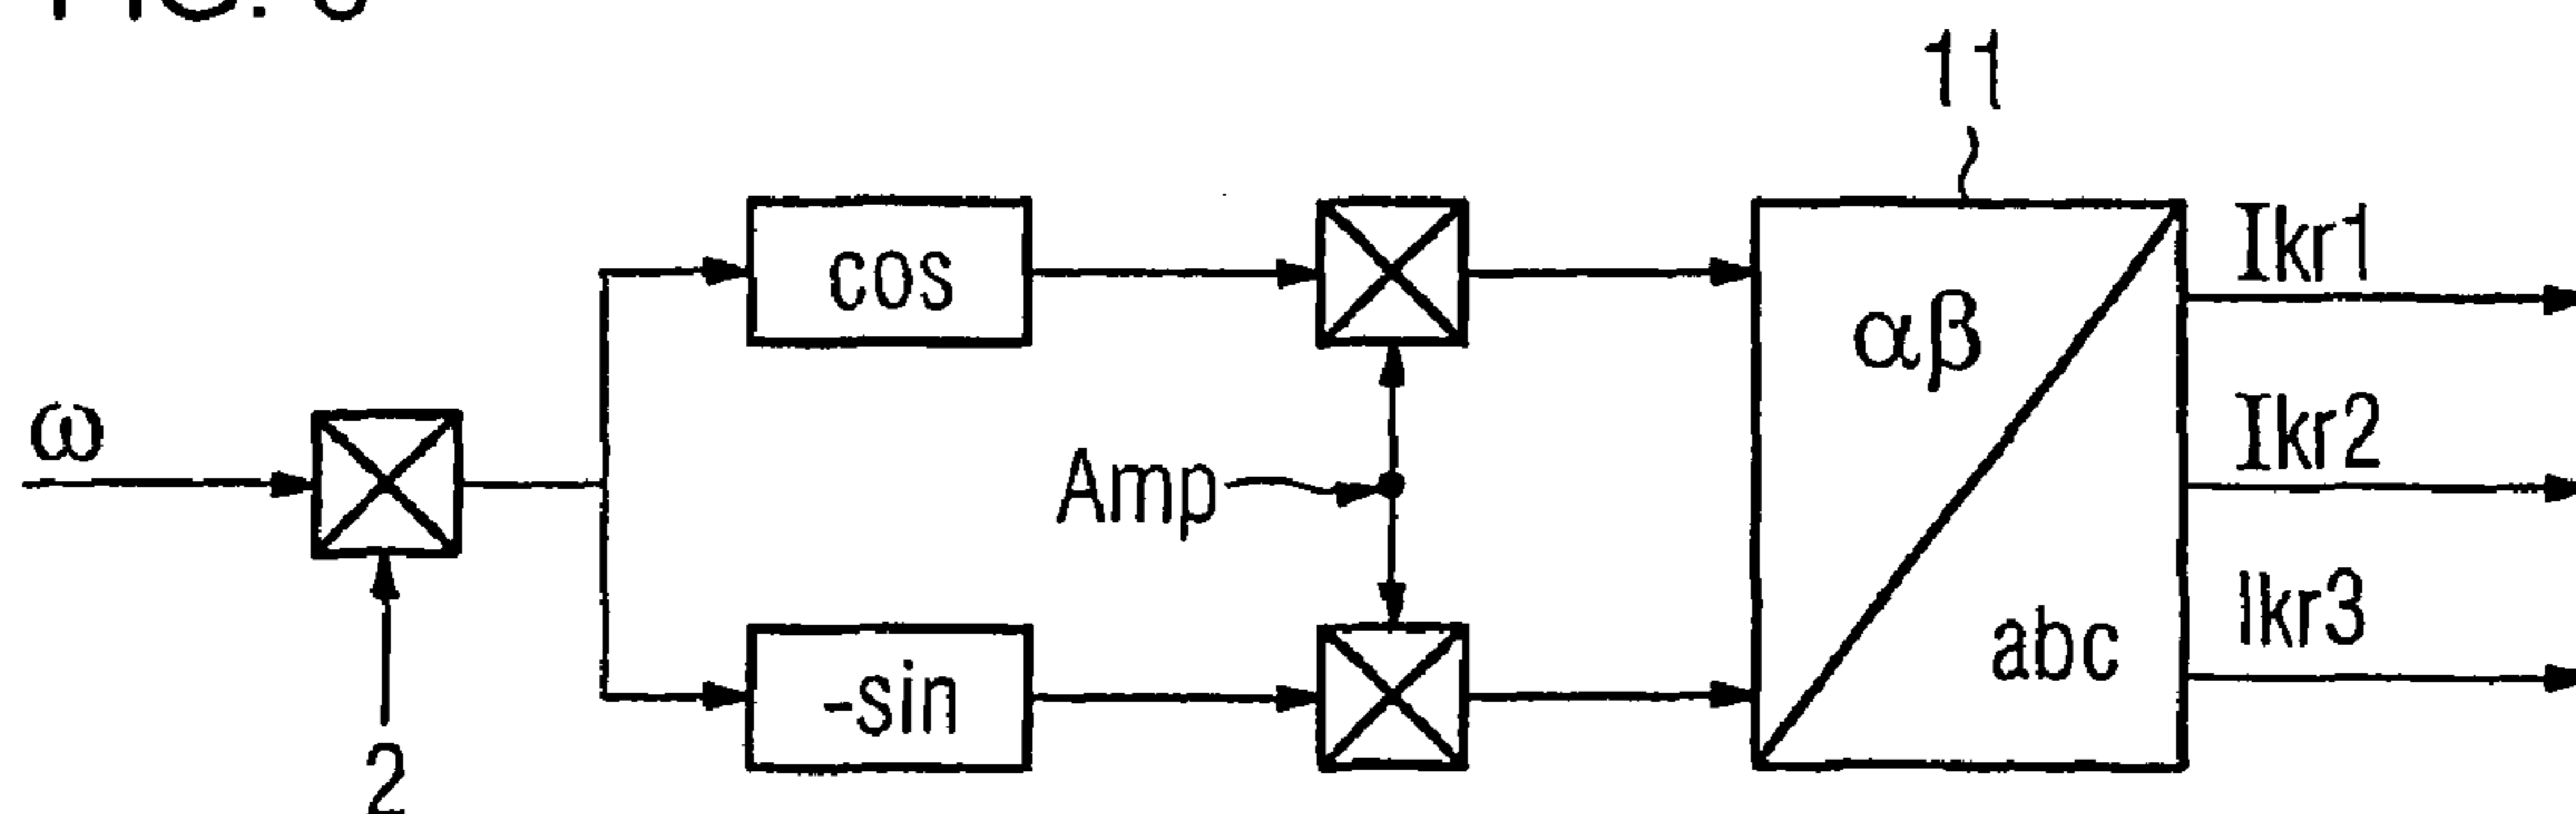 11
cos
Ikr1
αβ
ω
Ikr2
Amp
Ikr3
abc
-sin
2